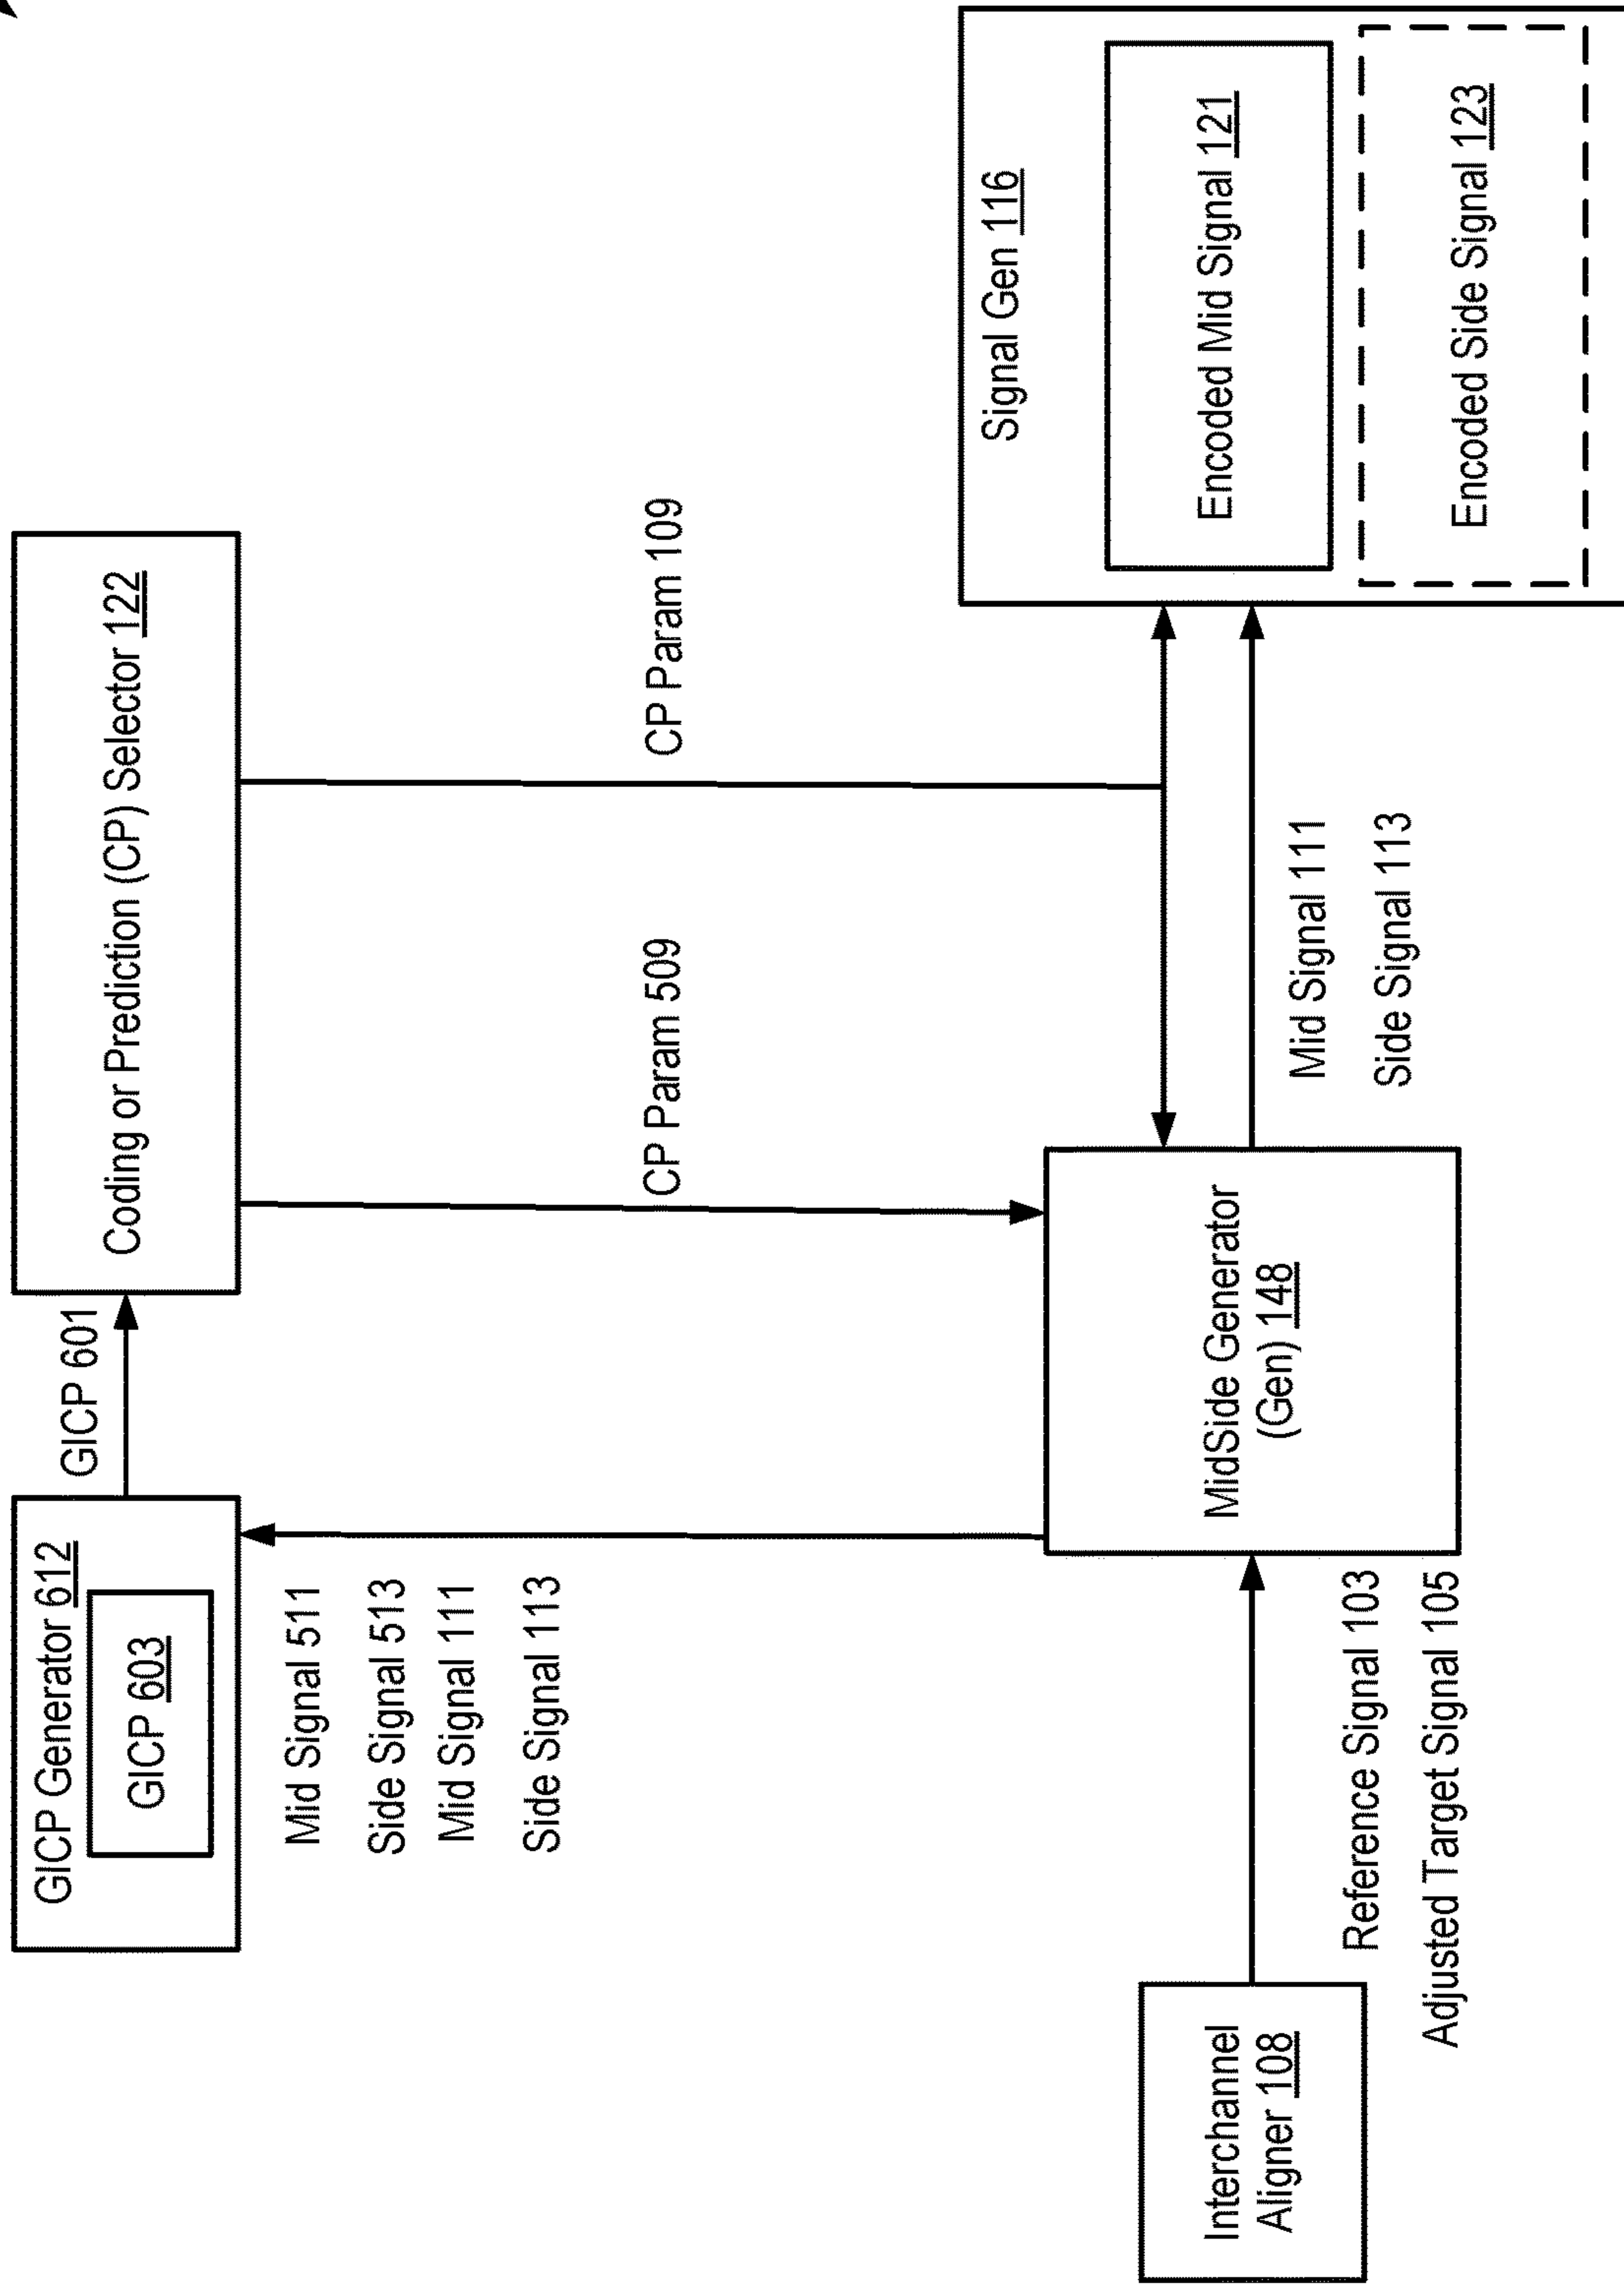 GICP Generator 612
GICP 603
GICP 601
Coding or Prediction (CP) Selector 122
Mid Signal 511
Side Signal 513
Mid Signal 111
Side Signal 113
CP Param 509
CP Param 109
Interchannel
Aligner 108
Reference Signal 103
Adjusted Target Signal 105
MidSide Generator
(Gen) 148
Mid Signal 111
Side Signal 113
Signal Gen 116
Encoded Mid Signal 121
Encoded Side Signal 123